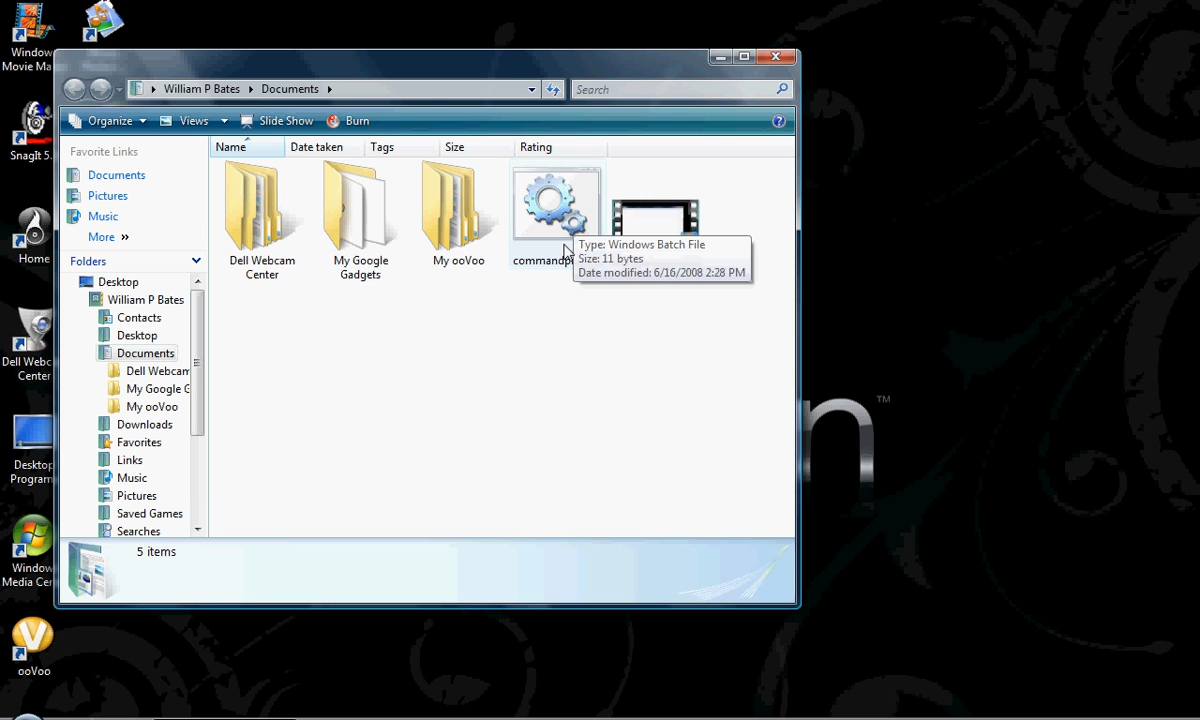 Window
Movie Ma
SnagIt 5.
Home
Dell Webc
Center
Desktop
Program
Window
Media Cen
ooVoo
William P Bates Documents
Search
Organize Views Slide Show Burn
Name Date taken Tags Size Rating
Favorite Links
Documents
Pictures
Music
More »
Folders
Desktop
William P Bates
Contacts
Desktop
Documents
Dell Webcam
My Google G
My ooVoo
Downloads
Favorites
Links
Music
Pictures
Saved Games
Searches
Dell Webcam
Center
My Google
Gadgets
My ooVoo
Type: Windows Batch File
Size: 11 bytes
Date modified: 6/16/2008 2:28 PM
5 items
n™